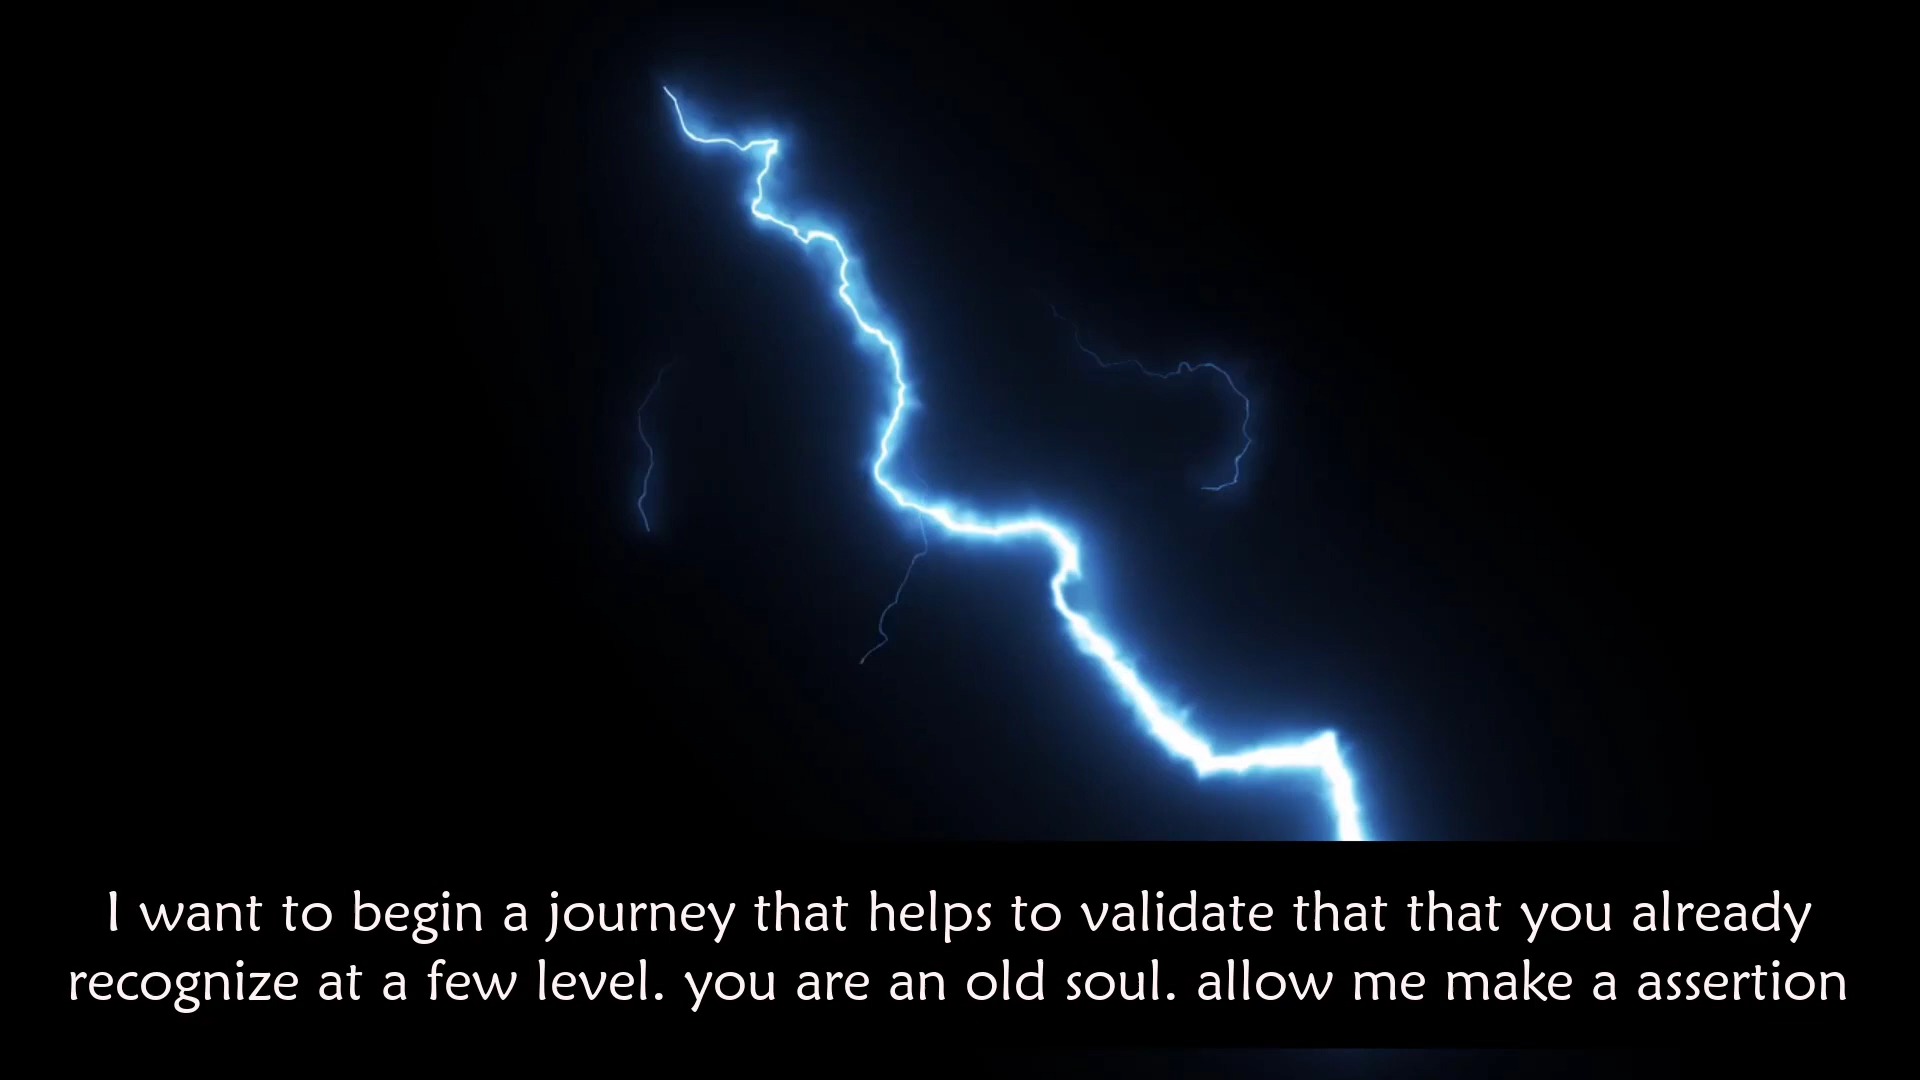 I want to begin a journey that helps to validate that that you already
recognize at a few level. you are an old soul. allow me make a assertion